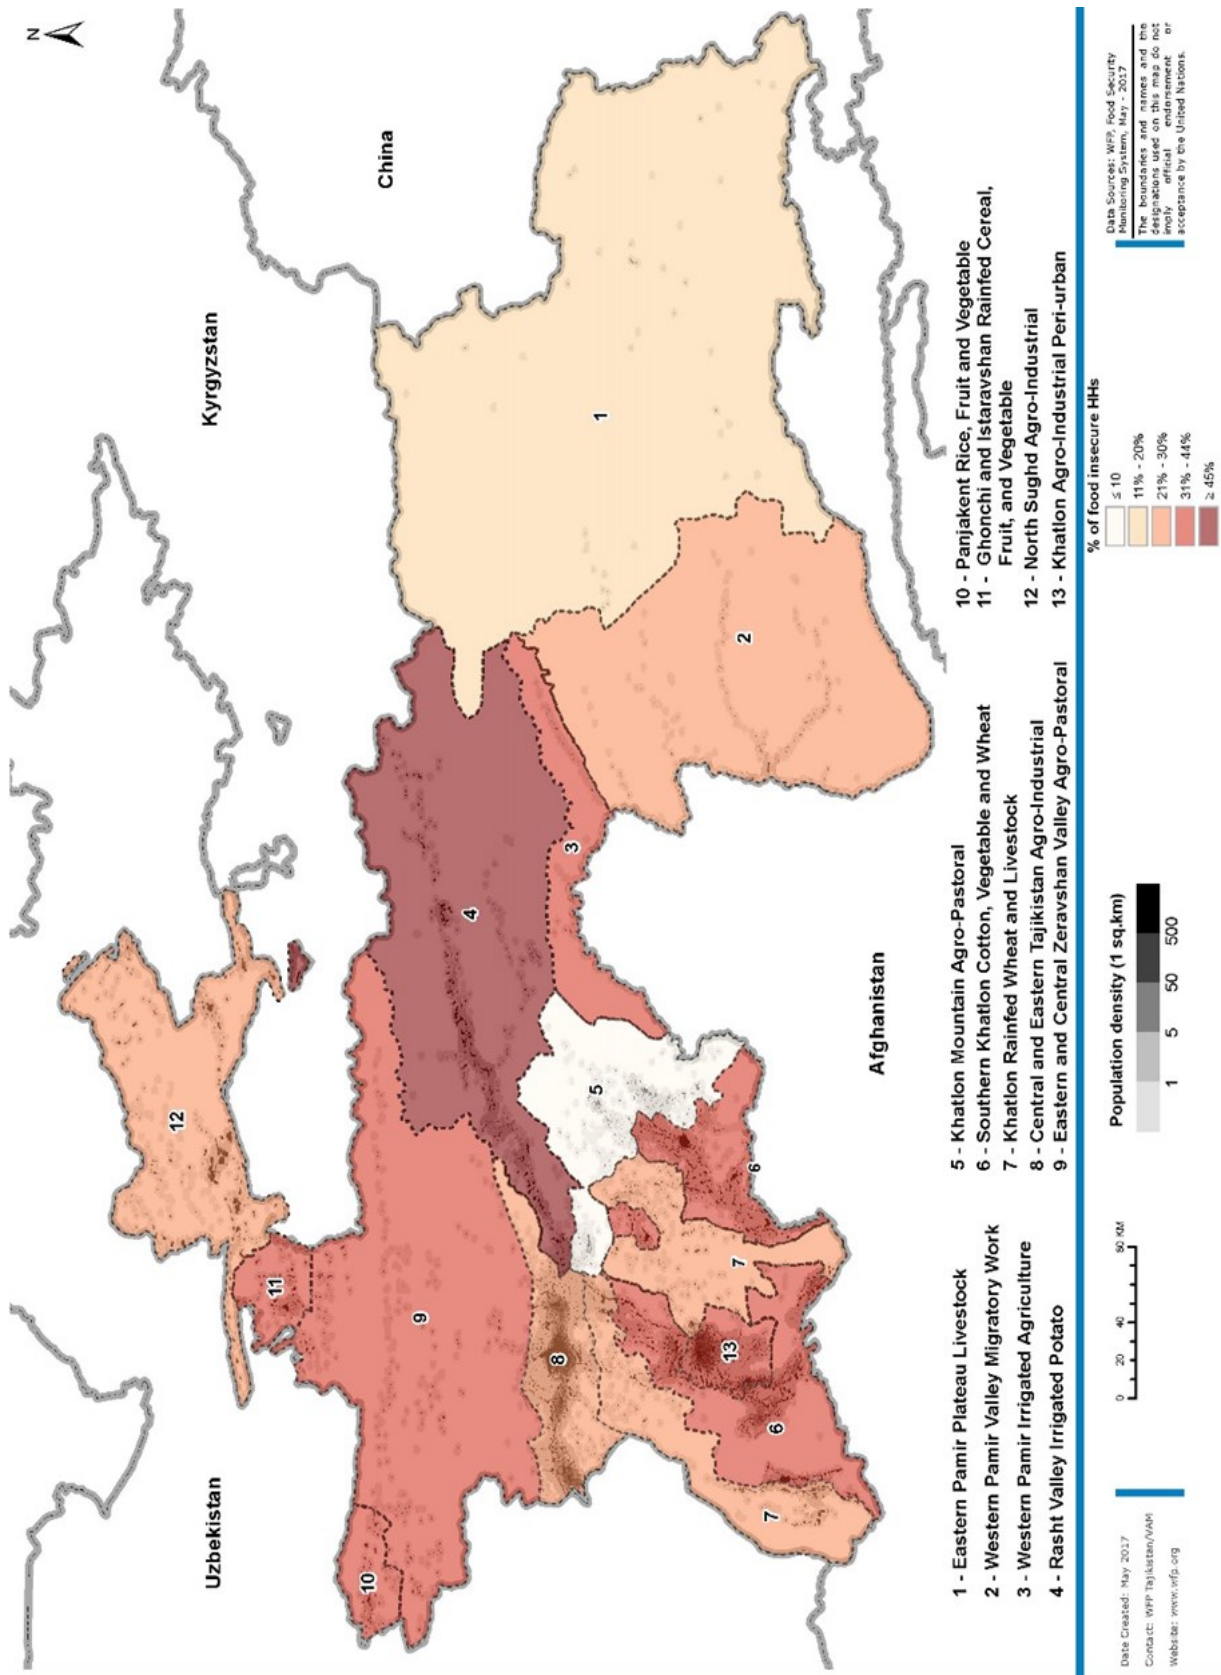 N
Kyrgyzstan
China
Uzbekistan
Afghanistan
1
2
3
4
5
6
6
7
7
8
9
10
11
12
13
1 - Eastern Pamir Plateau Livestock
2 - Western Pamir Valley Migratory Work
3 - Western Pamir Irrigated Agriculture
4 - Rasht Valley Irrigated Potato
5 - Khatlon Mountain Agro-Pastoral
6 - Southern Khatlon Cotton, Vegetable and Wheat
7 - Khatlon Rainfed Wheat and Livestock
8 - Central and Eastern Tajikistan Agro-Industrial
9 - Eastern and Central Zeravshan Valley Agro-Pastoral
10 - Panjakent Rice, Fruit and Vegetable
11 - Ghonchi and Istaravshan Rainfed Cereal,
Fruit, and Vegetable
12 - North Sughd Agro-Industrial
13 - Khatlon Agro-Industrial Peri-urban
Date Created: May 2017
Contact: WFP Tajikistan/VAM
Website: www.wfp.org
0 20 40 60 80 KM
Population density (1 sq.km)
1 5 50 500
% of food insecure HHs
≤ 10
11% - 20%
21% - 30%
31% - 44%
≥ 45%
Data Sources: WFP, Food Security
Monitoring System, May - 2017
The boundaries and names and the
designations used on this map do not
imply official endorsement or
acceptance by the United Nations.